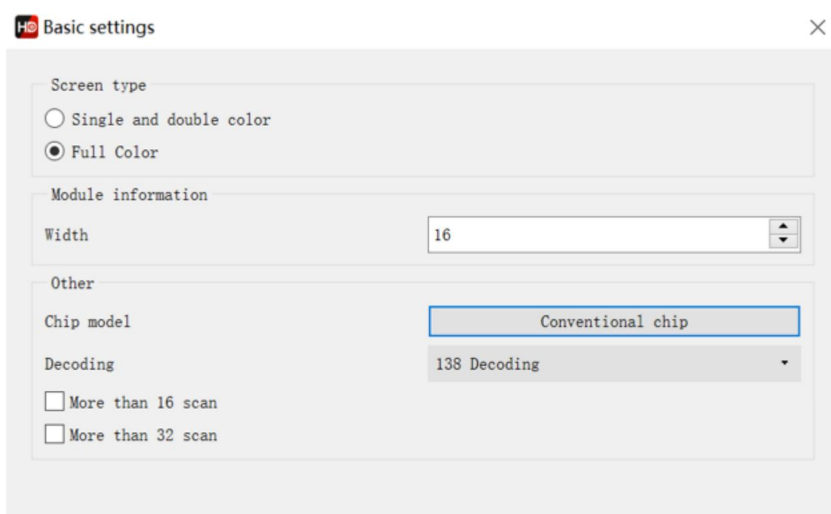 HD Basic settings
Screen type
Single and double color
Full Color
Module information
Width 16
Other
Chip model Conventional chip
Decoding 138 Decoding
More than 16 scan
More than 32 scan